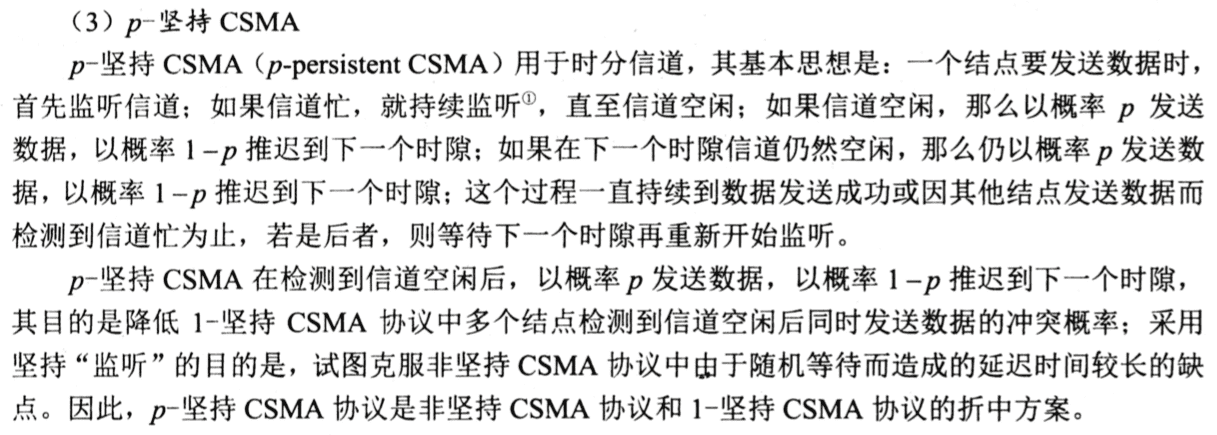 （3）p-坚持 CSMA
p-坚持 CSMA（p-persistent CSMA）用于时分信道，其基本思想是：一个结点要发送数据时，
首先监听信道；如果信道忙，就持续监听①，直至信道空闲；如果信道空闲，那么以概率 p 发送
数据，以概率 1-p 推迟到下一个时隙；如果在下一个时隙信道仍然空闲，那么仍以概率 p 发送数
据，以概率 1-p 推迟到下一个时隙；这个过程一直持续到数据发送成功或因其他结点发送数据而
检测到信道忙为止，若是后者，则等待下一个时隙再重新开始监听。
p-坚持 CSMA 在检测到信道空闲后，以概率 p 发送数据，以概率 1-p 推迟到下一个时隙，
其目的是降低 1-坚持 CSMA 协议中多个结点检测到信道空闲后同时发送数据的冲突概率；采用
坚持“监听”的目的是，试图克服非坚持 CSMA 协议中由于随机等待而造成的延迟时间较长的缺
点。因此，p-坚持 CSMA 协议是非坚持 CSMA 协议和 1-坚持 CSMA 协议的折中方案。